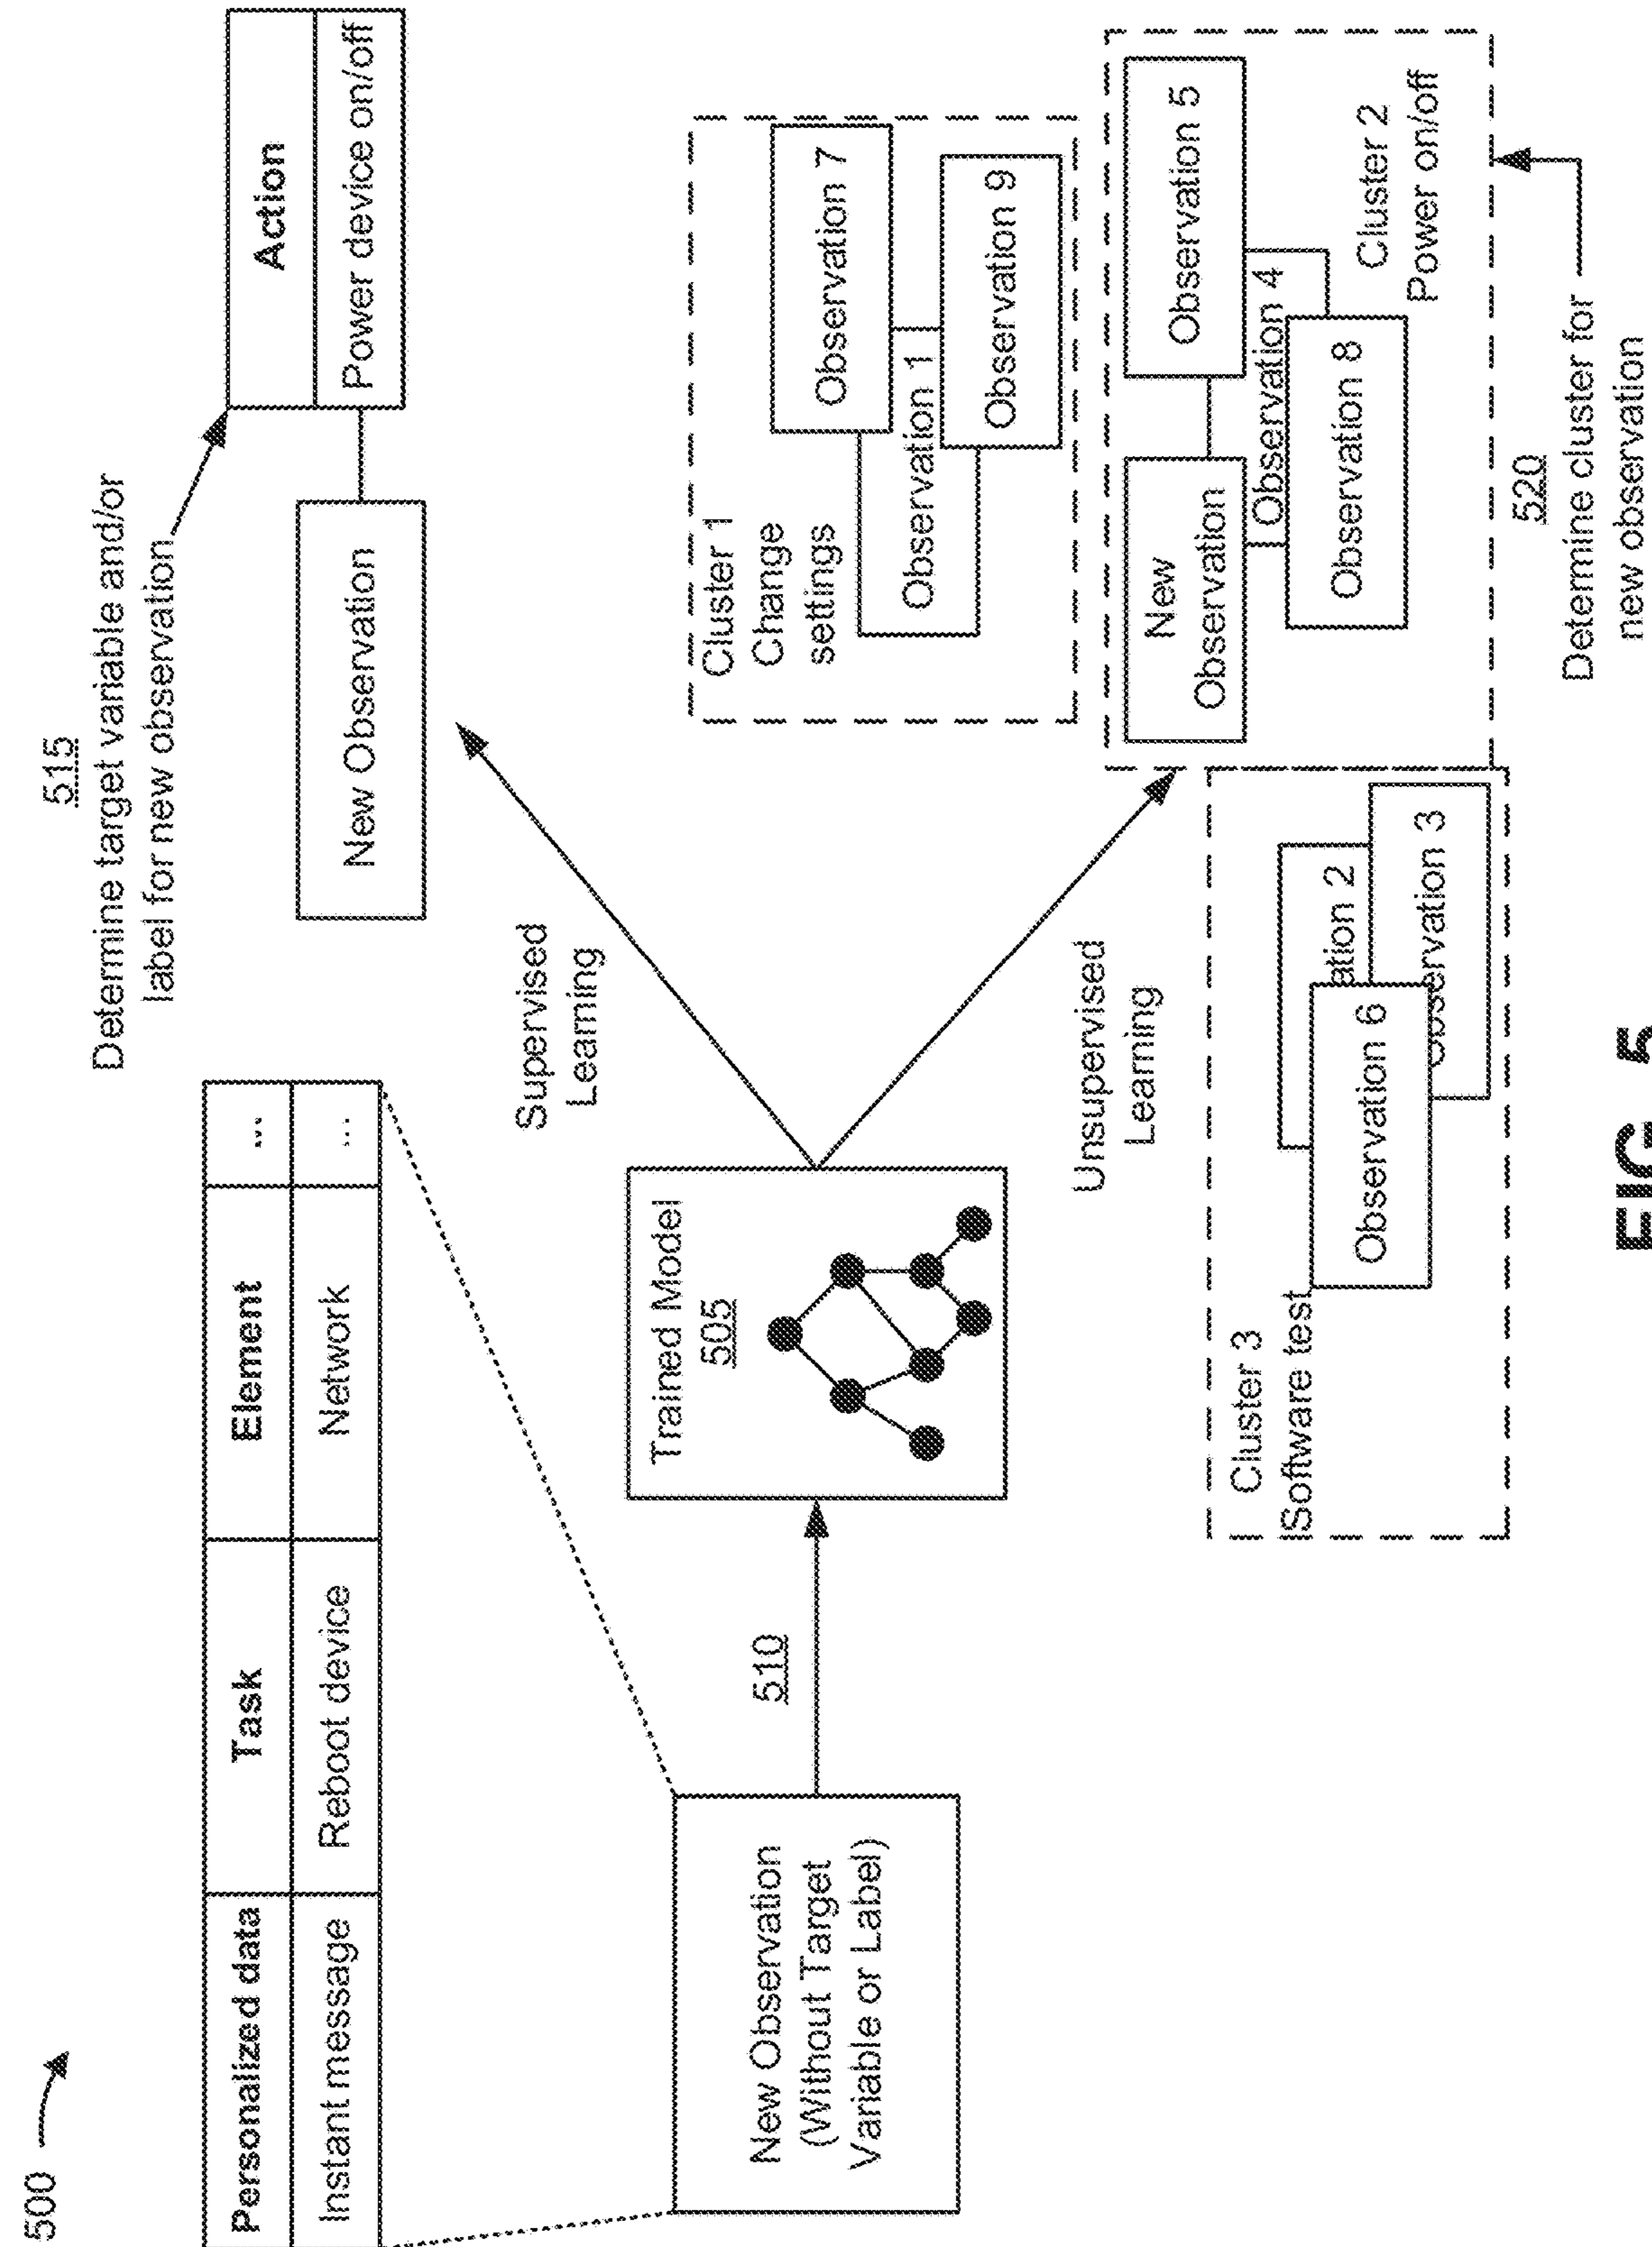 500
Personalized data
Task
Element
...
Instant message
Reboot device
Network
...
515
Determine target variable and/or
label for new observation
Action
Power device on/off
New Observation
Supervised
Learning
New Observation
(Without Target
Variable or Label)
510
Trained Model
505
Unsupervised
Learning
Cluster 1
Change
settings
Observation 7
Observation 1
Observation 9
New
Observation
Observation 5
Observation 4
Observation 8
Cluster 2
Power on/off
Cluster 3
Software test
ation 2
Observation 6
servation 3
520
Determine cluster for
new observation
FIG. 5